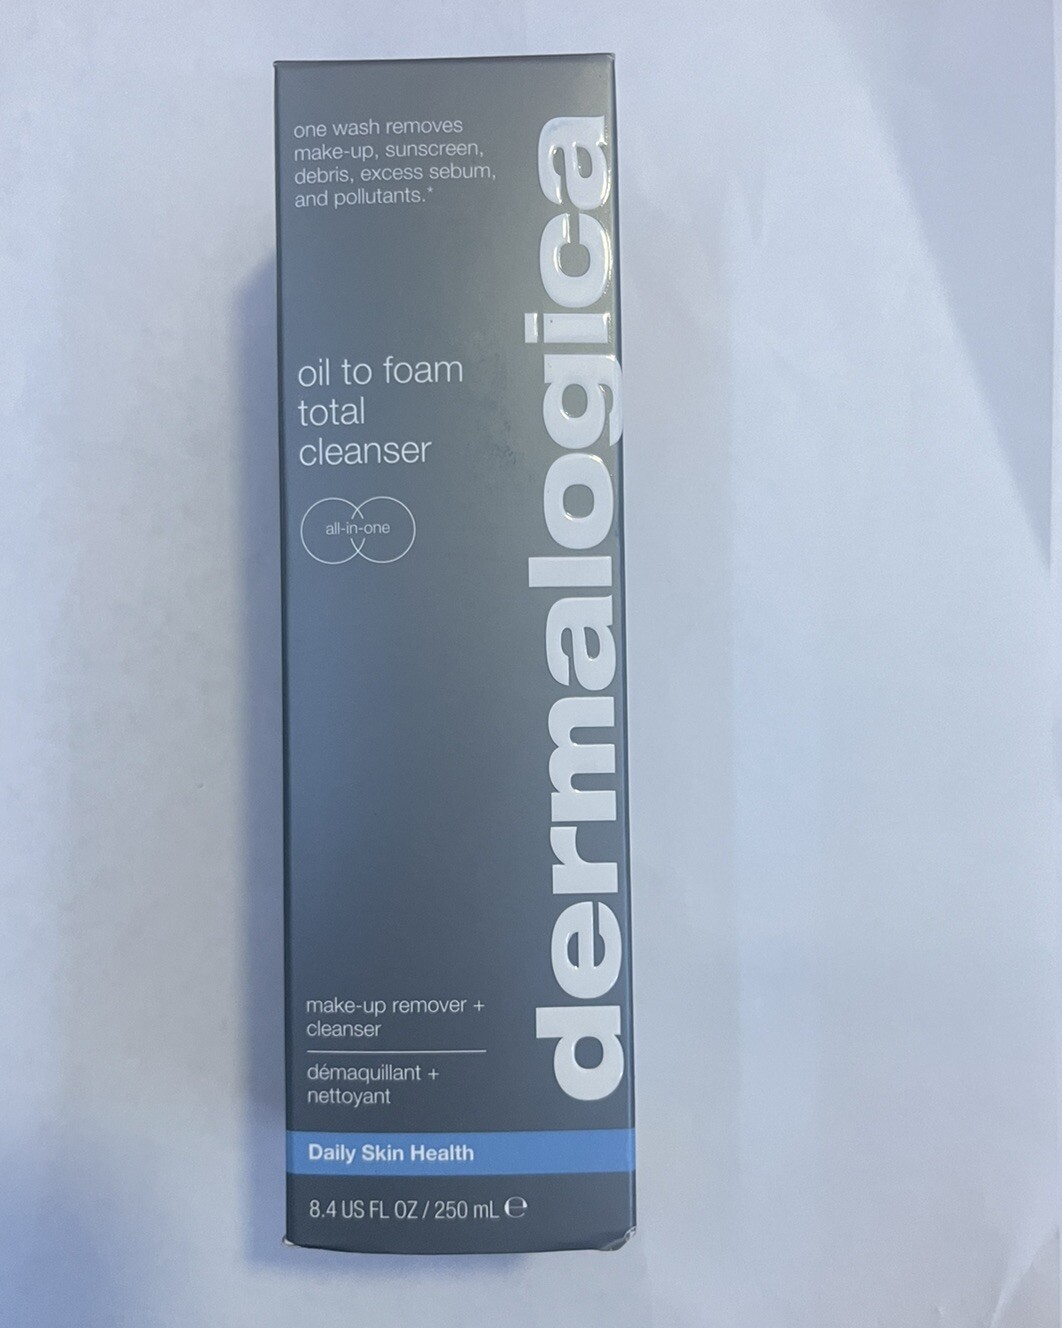 one wash removes
make-up, sunscreen,
debris, excess sebum,
and pollutants.*
oil to foam
total
cleanser
all-in-one
dermalogica
make-up remover +
cleanser
démaquillant +
nettoyant
Daily Skin Health
8.4 US FL OZ / 250 mL ℮